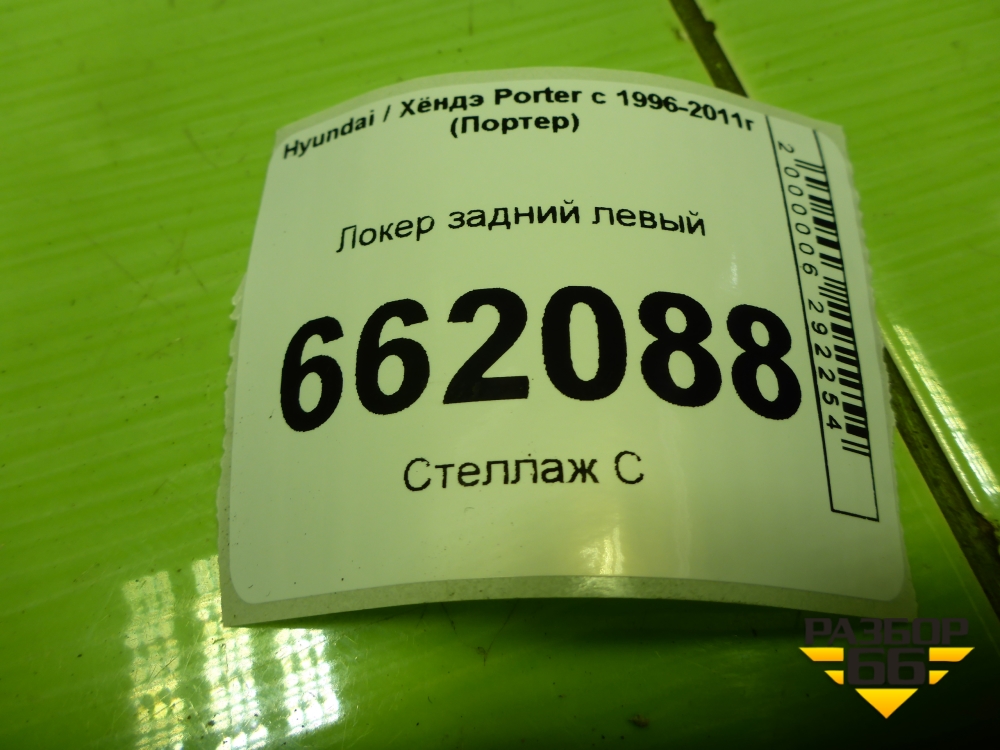 Hyundai / Хёндэ Porter с 1996-2011г
(Портер)
Локер задний левый
662088
Стеллаж С
2000006292254
РАЗБОР
66